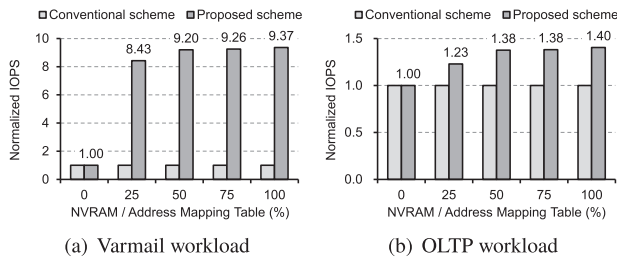 Conventional scheme Proposed scheme
Normalized IOPS
10
8
6
4
2
0
1.00
8.43
9.20
9.26
9.37
0 25 50 75 100
NVRAM / Address Mapping Table (%)
(a) Varmail workload
Conventional scheme Proposed scheme
Normalized IOPS
1.5
1.0
0.5
0.0
1.00
1.23
1.38
1.38
1.40
0 25 50 75 100
NVRAM / Address Mapping Table (%)
(b) OLTP workload